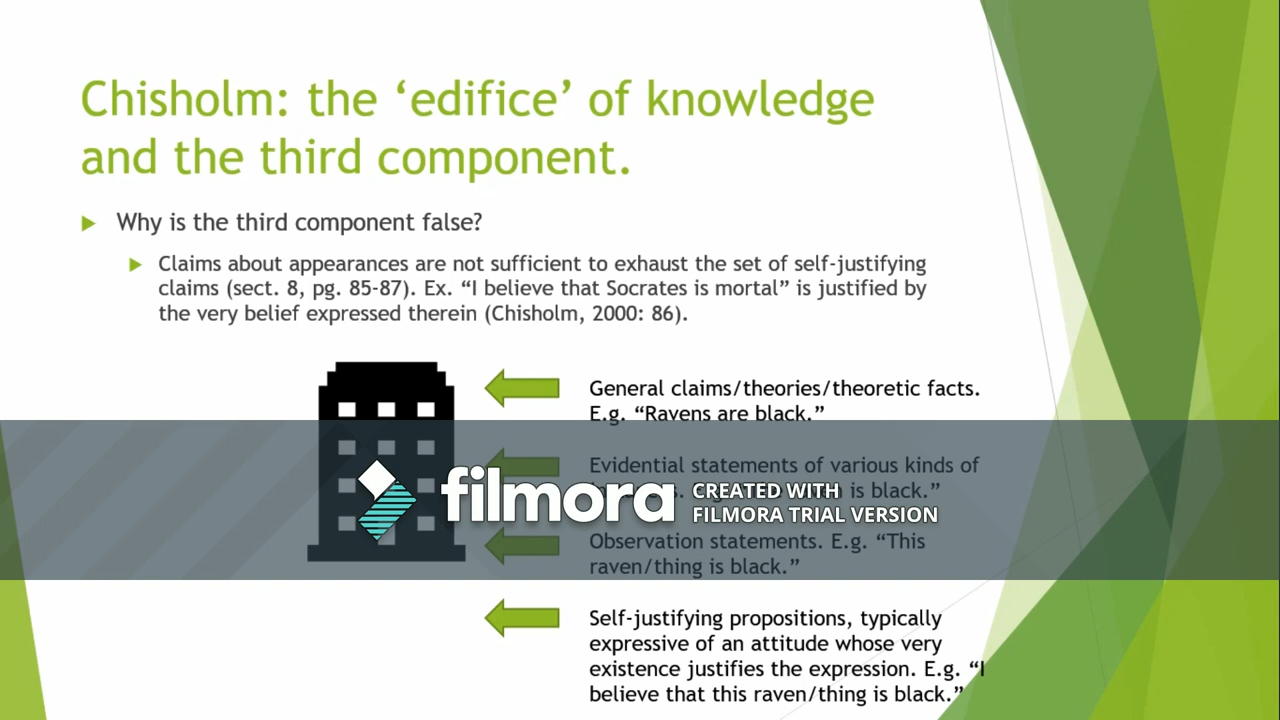 Chisholm: the ‘edifice’ of knowledge
and the third component.
Why is the third component false?
Claims about appearances are not sufficient to exhaust the set of self-justifying
claims (sect. 8, pg. 85-87). Ex. “I believe that Socrates is mortal” is justified by
the very belief expressed therein (Chisholm, 2000: 86).
General claims/theories/theoretic facts.
E.g. “Ravens are black.”
Evidential statements of various kinds of
is black.”
filmora
CREATED WITH
FILMORA TRIAL VERSION
Observation statements. E.g. “This
raven/thing is black.”
Self-justifying propositions, typically
expressive of an attitude whose very
existence justifies the expression. E.g. “I
believe that this raven/thing is black.”